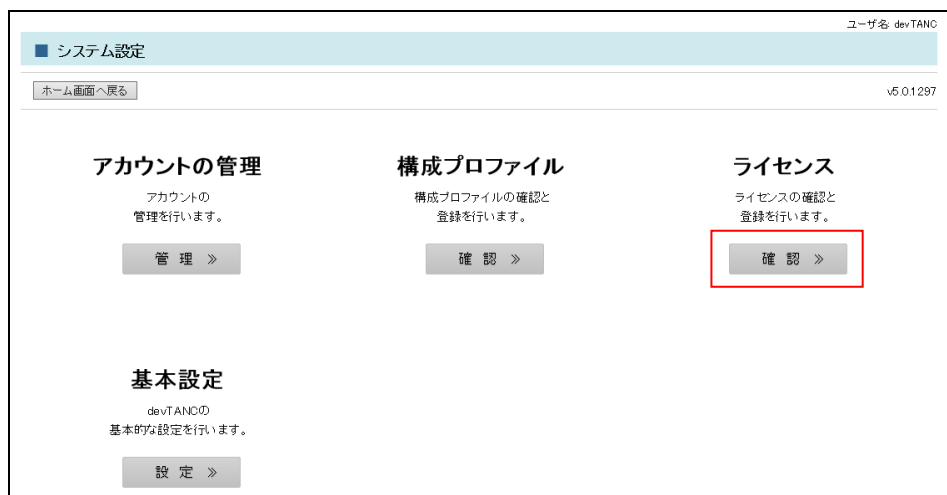 ユーザ名: devTANC
■ システム設定
ホーム画面へ戻る
v5.0.1297
アカウントの管理
アカウントの
管理を行います。
管 理 ≫
構成プロファイル
構成プロファイルの確認と
登録を行います。
確 認 ≫
ライセンス
ライセンスの確認と
登録を行います。
確 認 ≫
基本設定
devTANCの
基本的な設定を行います。
設 定 ≫